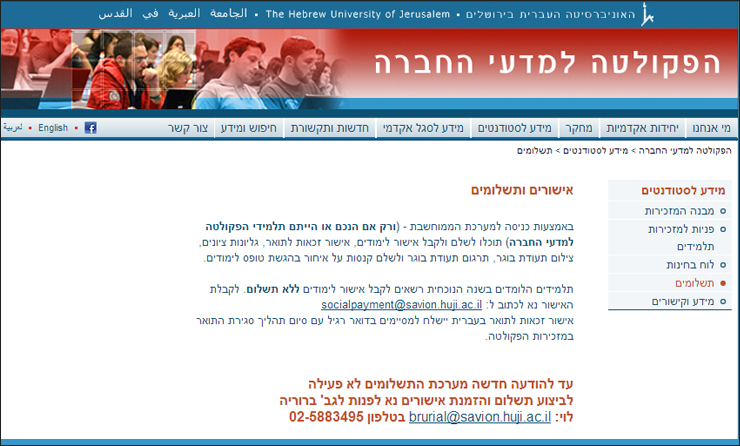 האוניברסיטה העברית בירושלים • The Hebrew University of Jerusalem • الجامعة العبرية في القدس
הפקולטה למדעי החברה
מי אנחנו | יחידות אקדמיות | מחקר | מידע לסטודנטים | מידע לסגל אקדמי | חדשות ותקשורת | חיפוש ומידע | צור קשר
English • العربية
הפקולטה למדעי החברה > מידע לסטודנטים > תשלומים
מידע לסטודנטים
מבנה המזכירות
פניות למזכירות
תלמידים
לוח בחינות
תשלומים
מידע וקישורים
אישורים ותשלומים
באמצעות כניסה למערכת הממוחשבת - (ורק אם הנכם או הייתם תלמידי הפקולטה
למדעי החברה) תוכלו לשלם ולקבל אישור לימודים, אישור זכאות לתואר, גליונות ציונים,
צילום תעודת בוגר, תרגום תעודת בוגר ולשלם קנסות על איחור בהגשת טופס לימודים.
תלמידים הלומדים בשנה הנוכחית רשאים לקבל אישור לימודים ללא תשלום. לקבלת
האישור נא לכתוב ל: socialpayment@savion.huji.ac.il
אישור זכאות לתואר בעברית יישלח למסיימים בדואר רגיל עם סיום תהליך סגירת התואר
במזכירות הפקולטה.
עד להודעה חדשה מערכת התשלומים לא פעילה
לביצוע תשלום והזמנת אישורים נא לפנות לגב' ברוריה
לוי: brurial@savion.huji.ac.il בטלפון 02-5883495